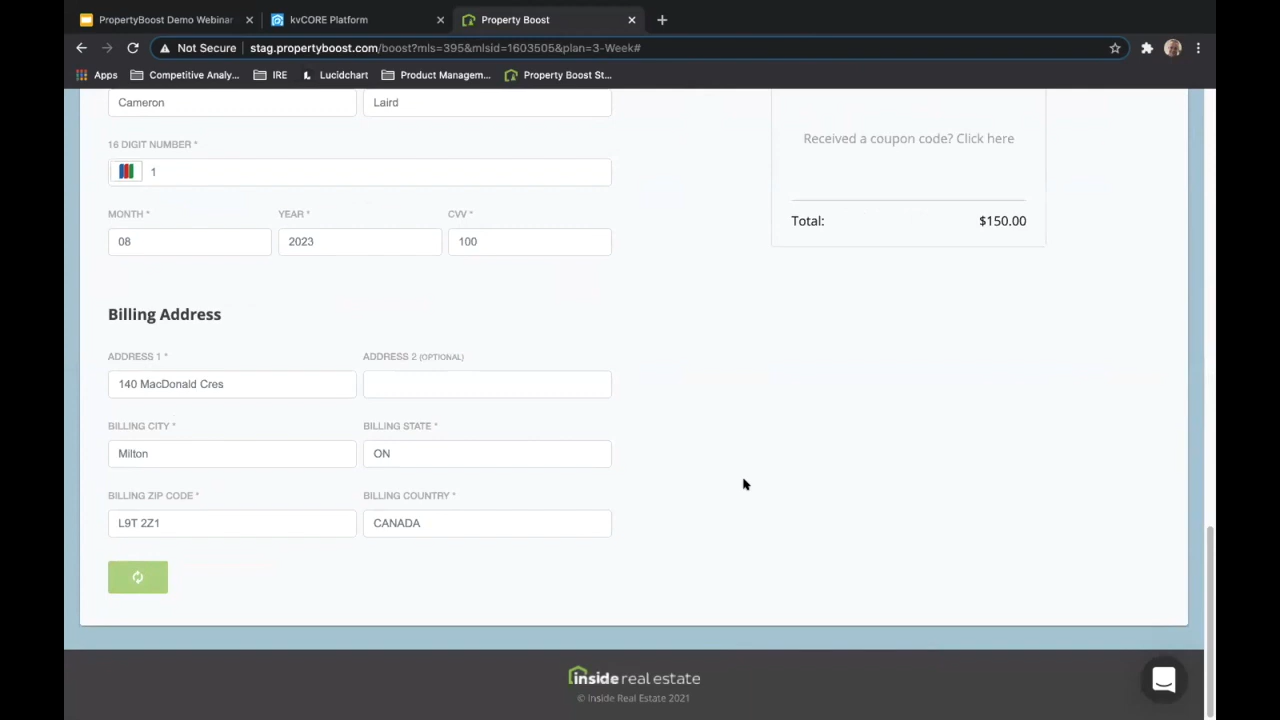 PropertyBoost Demo Webinar
kvCORE Platform
Property Boost
Not Secure stag.propertyboost.com/boost?mls=395&mlsid=1603505&plan=3-Week#
Apps Competitive Analy... IRE Lucidchart Product Managem... Property Boost St...
Cameron Laird
Received a coupon code? Click here
16 DIGIT NUMBER *
1
MONTH * YEAR * CVV *
Total: $150.00
08 2023 100
Billing Address
ADDRESS 1 * ADDRESS 2 (OPTIONAL)
140 MacDonald Cres
BILLING CITY * BILLING STATE *
Milton ON
BILLING ZIP CODE * BILLING COUNTRY *
L9T 2Z1 CANADA
inside real estate
© Inside Real Estate 2021